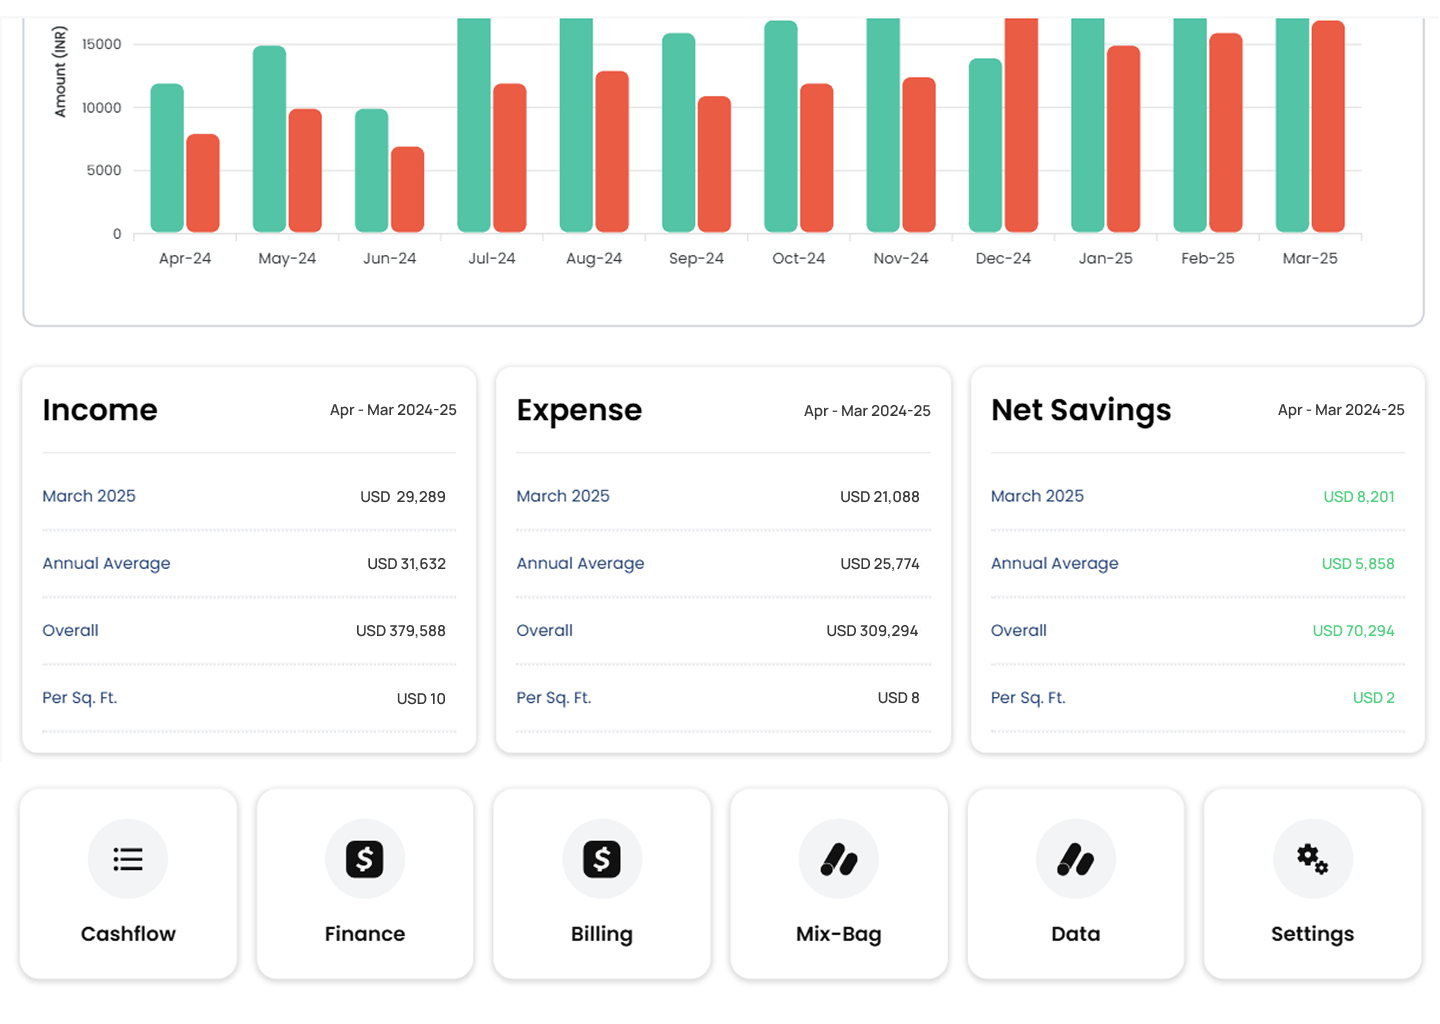 Amount (INR)
15000
10000
5000
0
Apr-24 May-24 Jun-24 Jul-24 Aug-24 Sep-24 Oct-24 Nov-24 Dec-24 Jan-25 Feb-25 Mar-25
Income Apr - Mar 2024-25
March 2025 USD 29,289
Annual Average USD 31,632
Overall USD 379,588
Per Sq. Ft. USD 10
Expense Apr - Mar 2024-25
March 2025 USD 21,088
Annual Average USD 25,774
Overall USD 309,294
Per Sq. Ft. USD 8
Net Savings Apr - Mar 2024-25
March 2025 USD 8,201
Annual Average USD 5,858
Overall USD 70,294
Per Sq. Ft. USD 2
Cashflow
Finance
Billing
Mix-Bag
Data
Settings